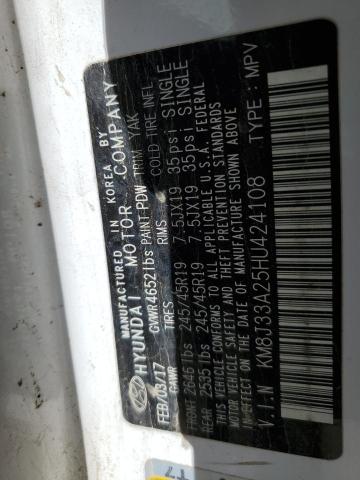 MANUFACTURED IN KOREA BY
HYUNDAI MOTOR COMPANY
FEB/03/17 GVWR 4652 lbs PAINT: PDW TRIM: YAK
GAWR TIRES RIMS COLD TIRE INFL.
FRONT 2646 lbs 245/45R19 7.5JX19 35psi SINGLE
REAR 2535 lbs 245/45R19 7.5JX19 35psi SINGLE
THIS VEHICLE CONFORMS TO ALL APPLICABLE U.S.A. FEDERAL
MOTOR VEHICLE SAFETY, BUMPER, AND THEFT PREVENTION STANDARDS
IN EFFECT ON THE DATE OF MANUFACTURE SHOWN ABOVE.
V.I.N : KM8J33A25HU424108 TYPE : MPV